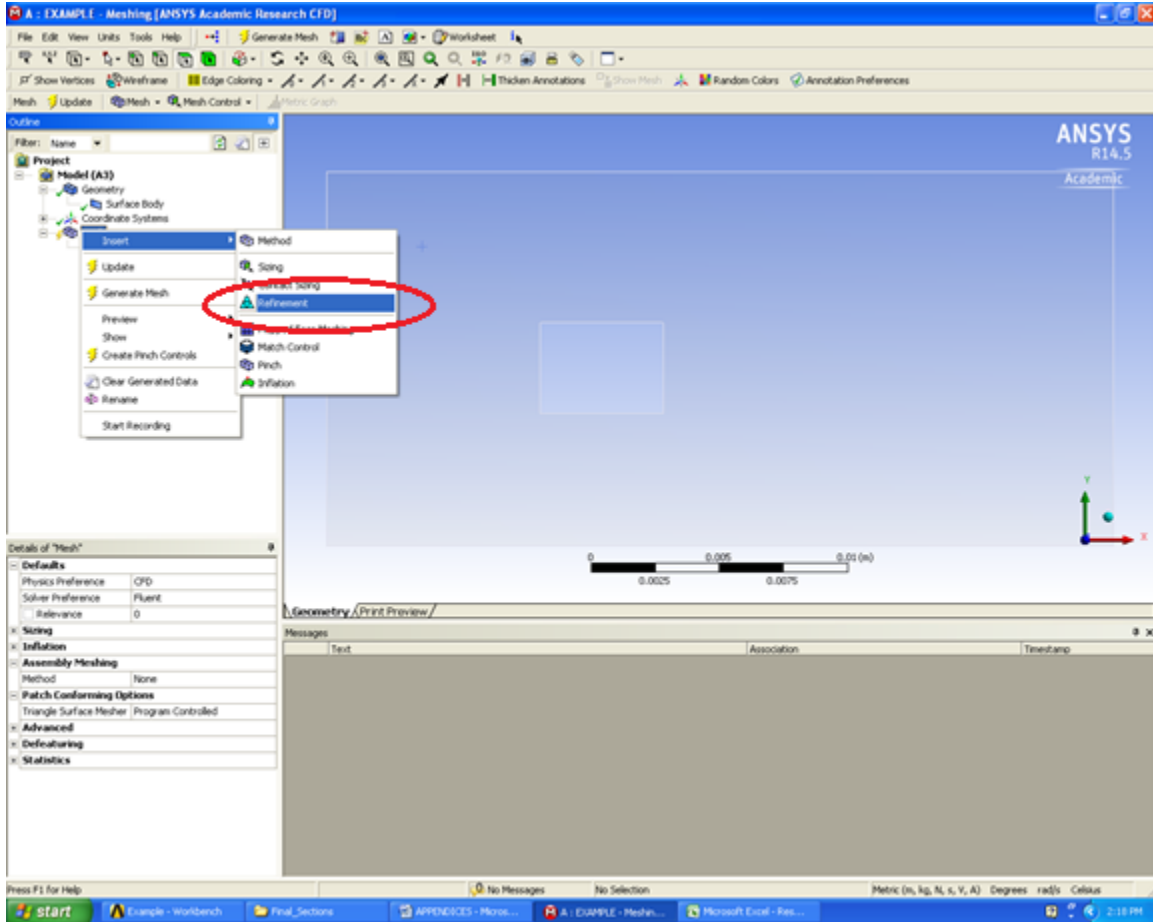 A : EXAMPLE - Meshing [ANSYS Academic Research CFD]
File Edit View Units Tools Help Generate Mesh Worksheet
Show Vertices Wireframe Edge Coloring Thicken Annotations Show Mesh Random Colors Annotation Preferences
Mesh Update Mesh Mesh Control Metric Graph
Outline
Filter: Name
Project
Model (A3)
Geometry
Surface Body
Coordinate Systems
Insert
Update
Generate Mesh
Preview
Show
Create Pinch Controls
Clear Generated Data
Rename
Start Recording
Method
Sizing
Contact Sizing
Refinement
Match Control
Pinch
Inflation
ANSYS
R14.5
Academic
Y
X
0 0.005 0.01 (m)
0.0025 0.0075
Geometry Print Preview
Details of "Mesh"
Defaults
Physics Preference CFD
Solver Preference Fluent
Relevance 0
Sizing
Inflation
Assembly Meshing
Method None
Patch Conforming Options
Triangle Surface Mesher Program Controlled
Advanced
Defeaturing
Statistics
Messages
Text Association Timestamp
Press F1 for Help No Messages No Selection Metric (m, kg, N, s, V, A) Degrees rad/s Celsius
start Example - Workbench Final_Sections APPENDICES - Micros... A : EXAMPLE - Meshin... Microsoft Excel - Res... 2:18 PM